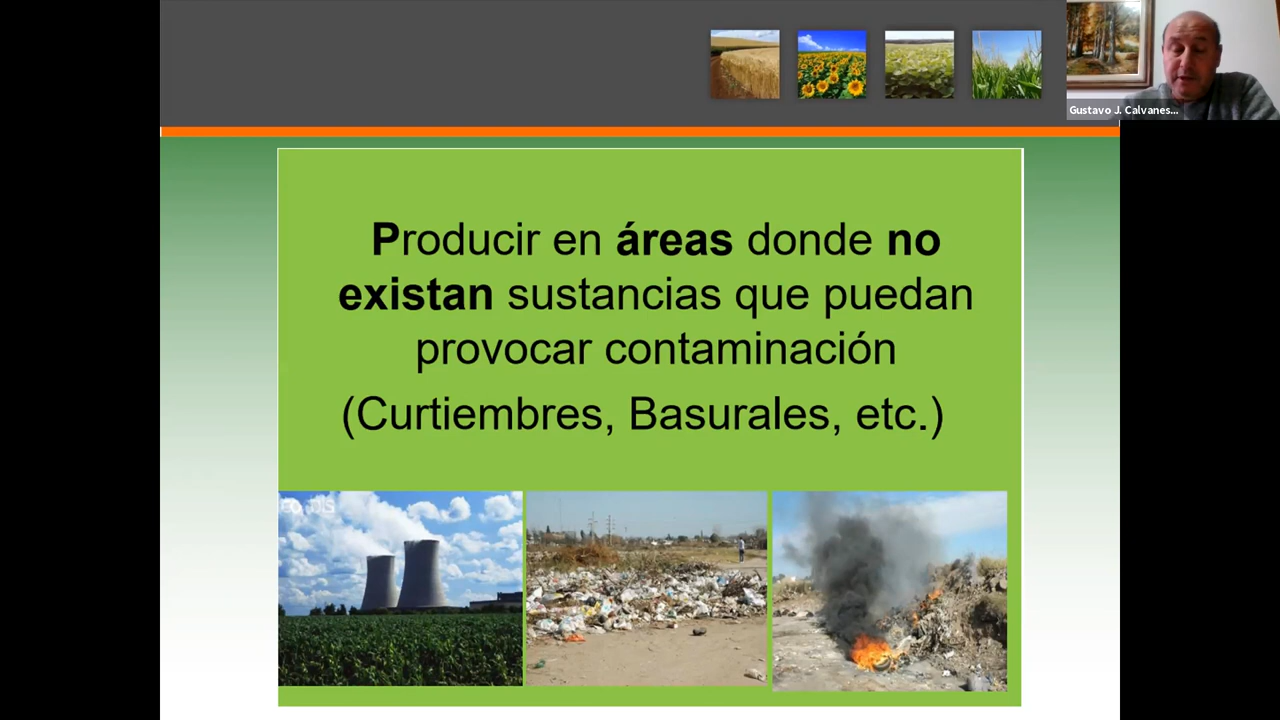 Gustavo J. Calvanes...
Producir en áreas donde no
existan sustancias que puedan
provocar contaminación
(Curtiembres, Basurales, etc.)